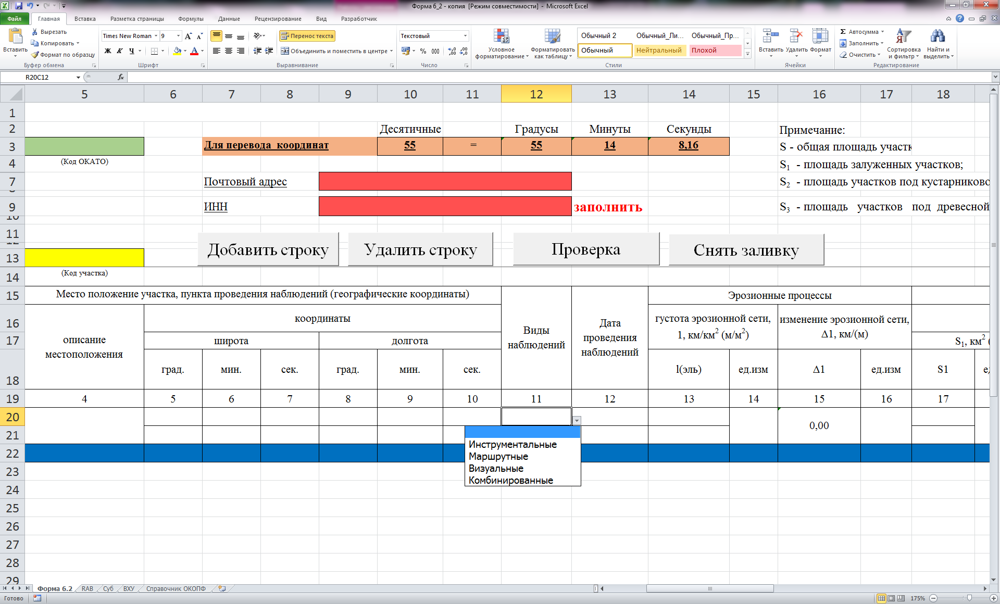 Форма 6_2 - копия  [Режим совместимости]  -  Microsoft Excel
Файл Главная Вставка Разметка страницы Формулы Данные Рецензирование Вид Разработчик
Вставить Вырезать Копировать Формат по образцу Буфер обмена
Times New Roman 9 Ж К Ч Шрифт
Перенос текста Объединить и поместить в центре Выравнивание
Текстовый % 000 Число
Условное форматирование Форматировать как таблицу
Обычный 2 Обычный_Ли... Обычный_Пр...
Обычный Нейтральный Плохой
Стили
Вставить Удалить Формат Ячейки
Σ Автосумма Заполнить Очистить Сортировка и фильтр Найти и выделить Редактирование
R20C12 fx
5 6 7 8 9 10 11 12 13 14 15 16 17 18
1
2 Десятичные Градусы Минуты Секунды Примечание:
3 Для перевода  координат 55 = 55 14 8,16 S - общая площадь участк
4 (Код ОКАТО) S1 - площадь залуженных участков;
7 Почтовый адрес S2 - площадь участков под кустарниково
9 ИНН заполнить S3 - площадь участков под древесной
10
11 Добавить строку Удалить строку Проверка Снять заливку
12
13
14 (Код участка)
15 Место положение участка, пункта проведения наблюдений (географические координаты) Виды наблюдений Дата проведения наблюдений Эрозионные процессы
16 описание местоположения координаты густота эрозионной сети, 1, км/км² (м/м²) изменение эрозионной сети, Δ1, км/(м)
17 широта долгота S1, км² (
18 град. мин. сек. град. мин. сек. l(эль) ед.изм Δ1 ед.изм S1
19 4 5 6 7 8 9 10 11 12 13 14 15 16 17
20
21 0,00
22
Инструментальные
Маршрутные
Визуальные
Комбинированные
23
24
25
26
27
28
29
Форма 6.2 RAB Суб ВХУ Справочник ОКОПФ
Готово 175%